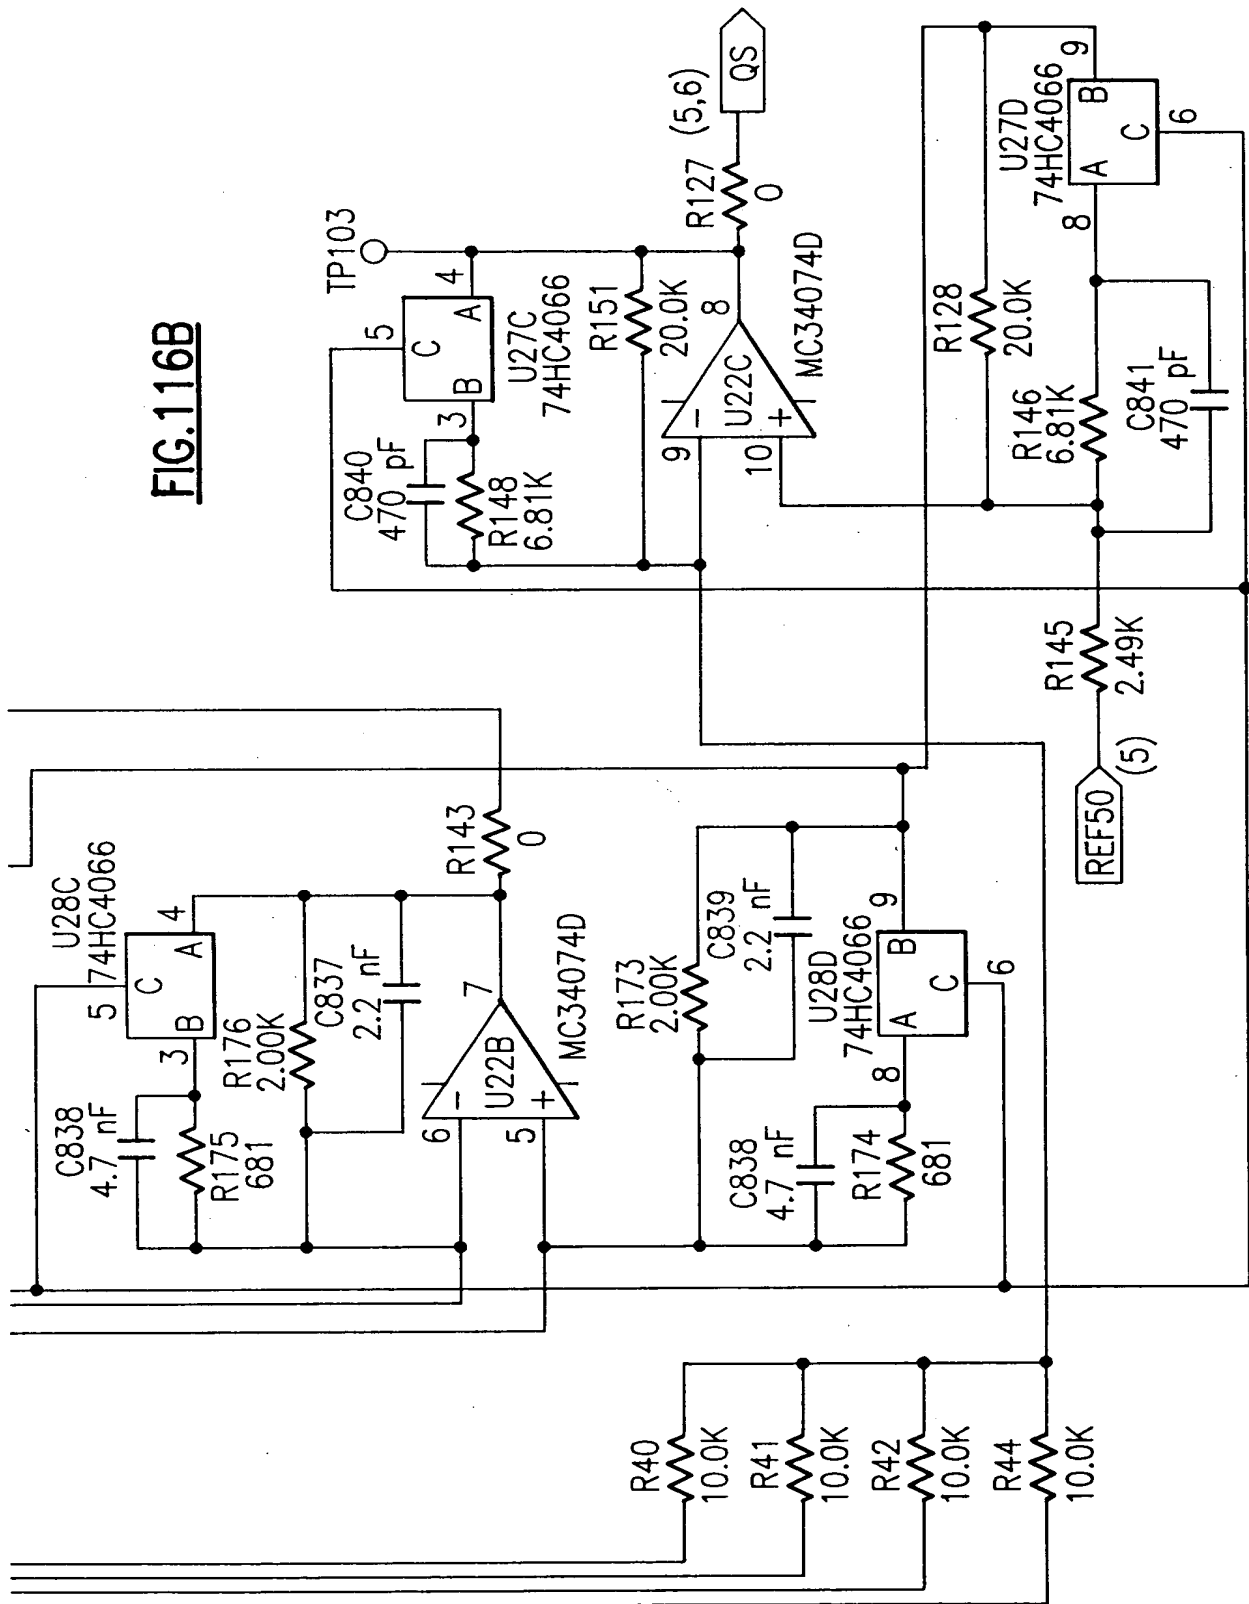 FIG.116B
TP103
5
C
A
B
4
3
U27C
74HC4066
C840
470 pF
R148
6.81K
R151
20.0K
9
10
8
U22C
MC34074D
R127
0
(5,6)
QS
R128
20.0K
R146
6.81K
C841
470 pF
U27D
74HC4066
A
B
C
8
9
6
R145
2.49K
REF50
(5)
U28C
74HC4066
5
C
A
B
4
3
C838
4.7 nF
R175
681
R176
2.00K
C837
2.2 nF
6
5
7
U22B
MC34074D
R143
0
R173
2.00K
C839
2.2 nF
U28D
74HC4066
A
B
C
8
9
6
C838
4.7 nF
R174
681
R40
10.0K
R41
10.0K
R42
10.0K
R44
10.0K